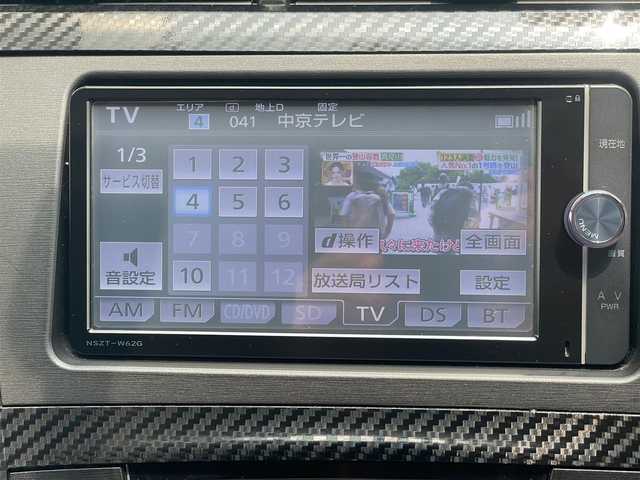 TV エリア 4 d 地上D 041 固定 中京テレビ
1/3
サービス切替
1 2 3
4 5 6
7 8 9
10 11 12
音設定
d操作 全画面
放送局リスト 設定
AM FM CD/DVD SD TV DS BT
NSZT-W62G
現在地
MENU
画質
A V
PWR